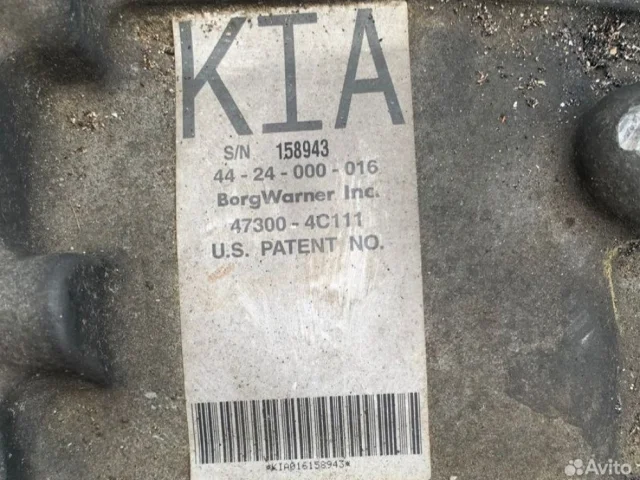 KIA
S/N 158943
44 - 24 - 000 - 016
BorgWarner Inc.
47300 - 4C111
U.S. PATENT NO.
*KIA016158943*
Avito